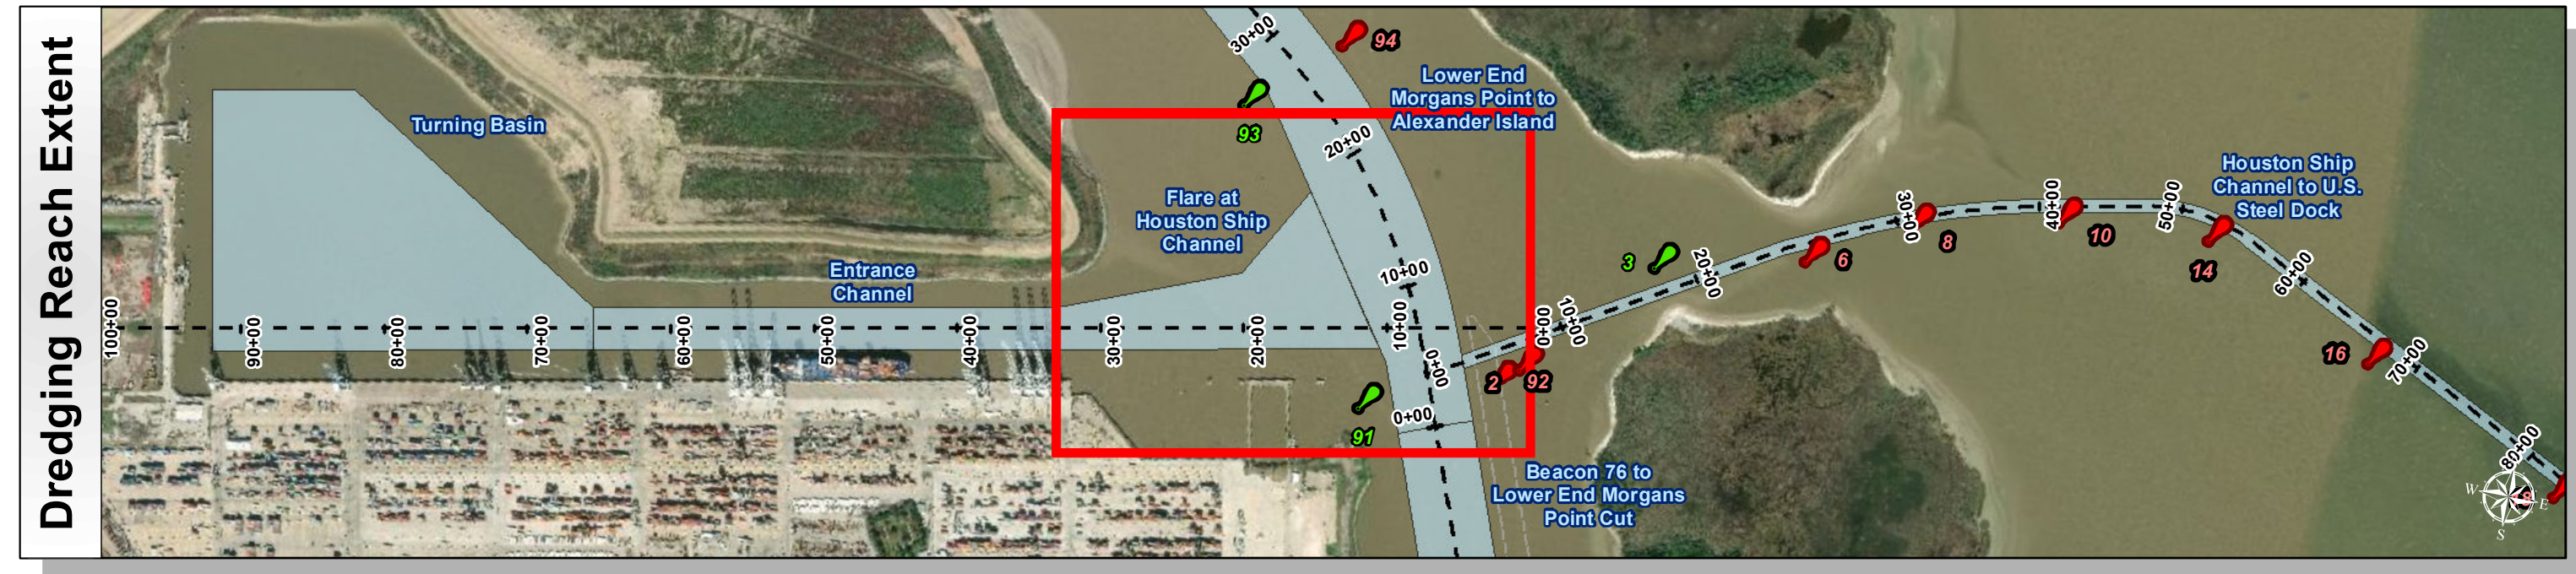 Dredging Reach Extent
30+00
94
Lower End
Morgans Point to
Alexander Island
Turning Basin
93
20+00
Houston Ship
Channel to U.S.
Steel Dock
Flare at
Houston Ship
Channel
30+00
40+00
50+00
8
10
3
6
20+00
14
60+00
Entrance
Channel
10+00
100+00
90+00
80+00
70+00
60+00
50+00
40+00
30+00
20+00
10+00
0+00
10+00
0+00
2
92
16
70+00
91
0+00
80+00
Beacon 76 to
Lower End Morgans
Point Cut
W
E
S